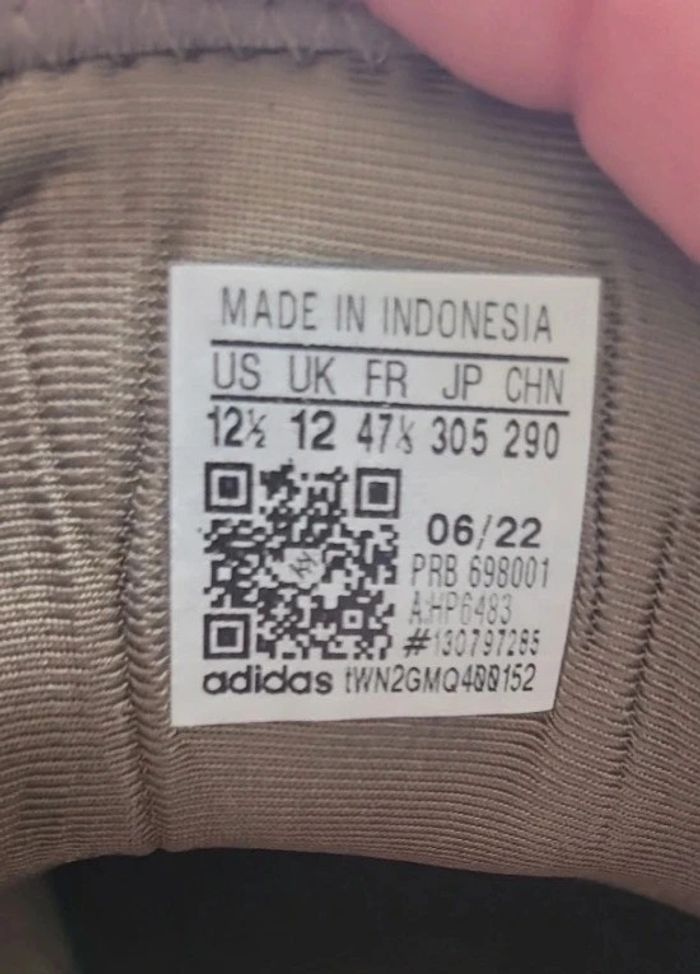 MADE IN INDONESIA
US UK FR JP CHN
12½ 12 47⅓ 305 290
06/22
PRB 698001
A:HP6483
#130797285
adidas tWN2GMQ400152